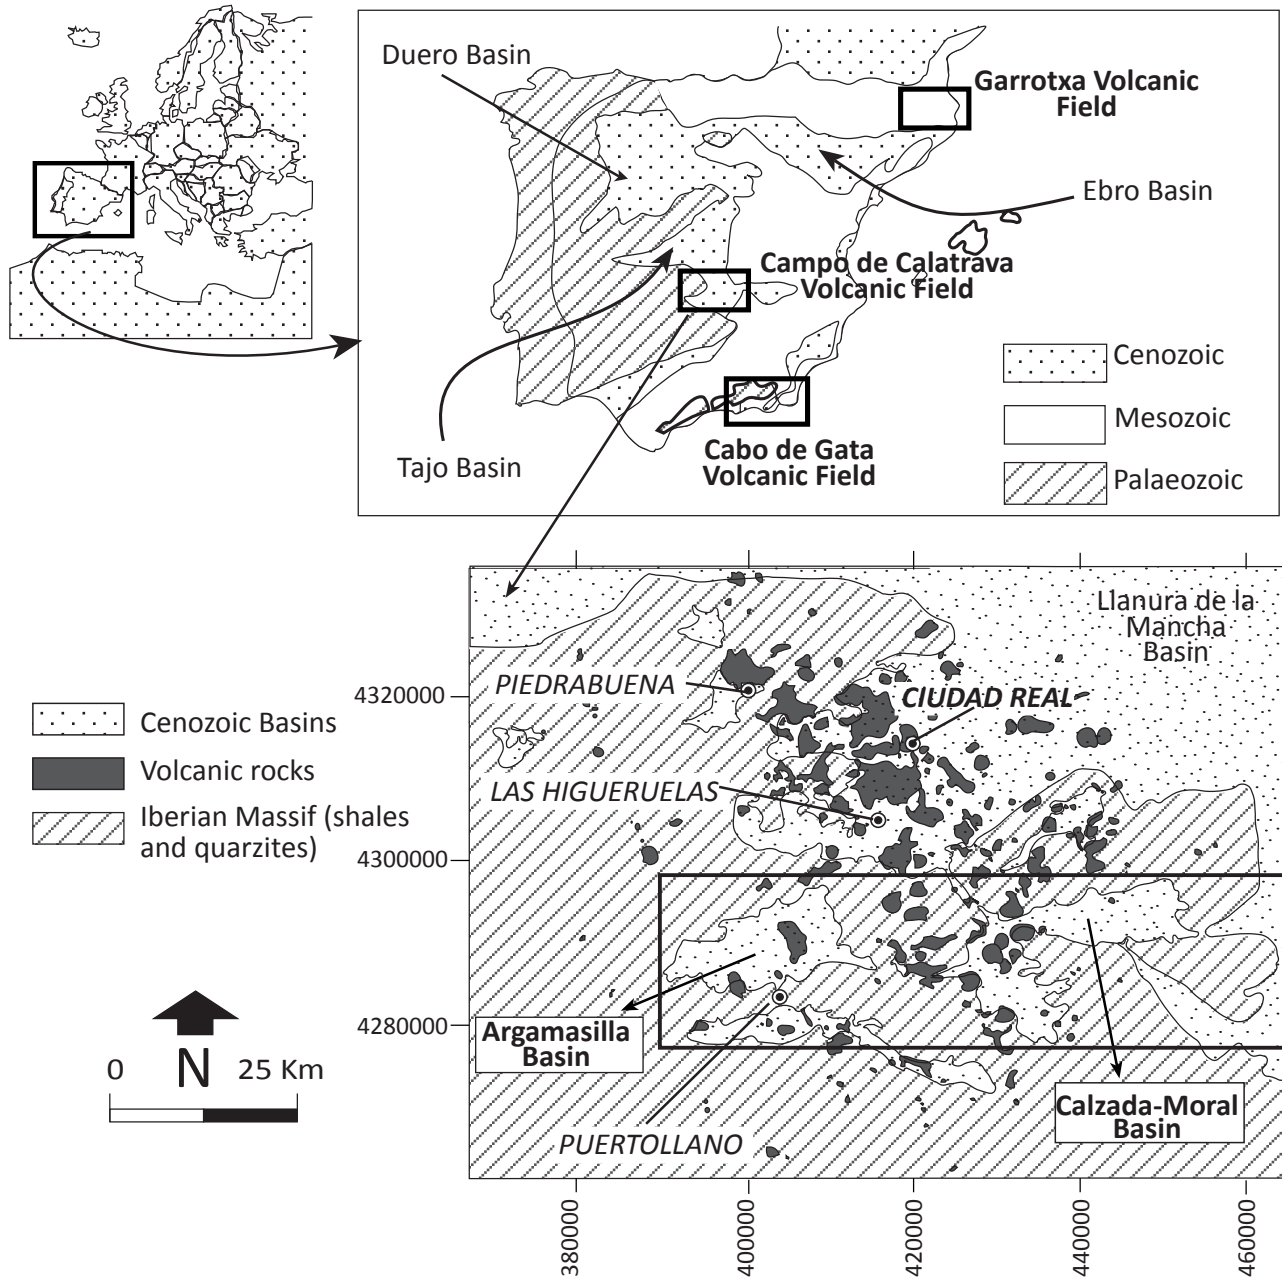 Duero Basin
Garrotxa Volcanic
Field
Ebro Basin
Campo de Calatrava
Volcanic Field
Cenozoic
Mesozoic
Palaeozoic
Cabo de Gata
Volcanic Field
Tajo Basin
Llanura de la
Mancha
Basin
PIEDRABUENA
CIUDAD REAL
4320000
Cenozoic Basins
Volcanic rocks
LAS HIGUERUELAS
Iberian Massif (shales
and quarzites)
4300000
4280000
Argamasilla
Basin
0 N 25 Km
Calzada-Moral
Basin
PUERTOLLANO
380000
400000
420000
440000
460000